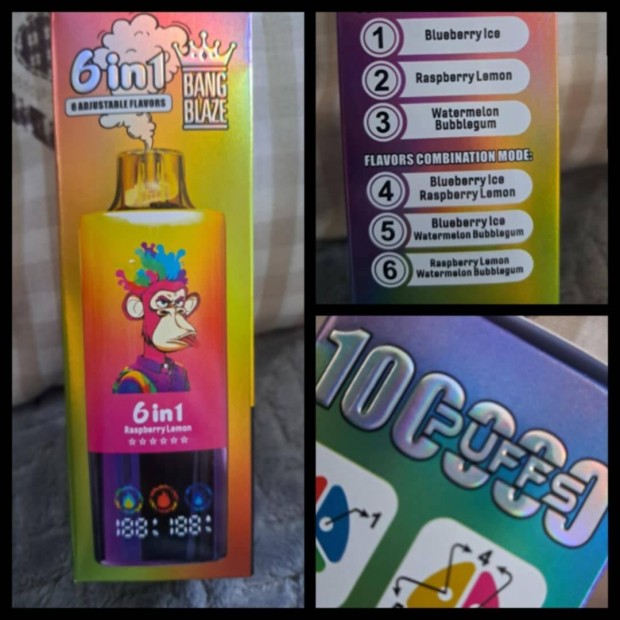 6in1
6 ADJUSTABLE FLAVORS
BANG
BLAZE
6in1
Raspberry Lemon
188: 188:
1 Blueberry Ice
2 Raspberry Lemon
3 Watermelon
Bubblegum
FLAVORS COMBINATION MODE:
4 Blueberry Ice
Raspberry Lemon
5 Blueberry Ice
Watermelon Bubblegum
6 Raspberry Lemon
Watermelon Bubblegum
100000
PUFFS
1
4